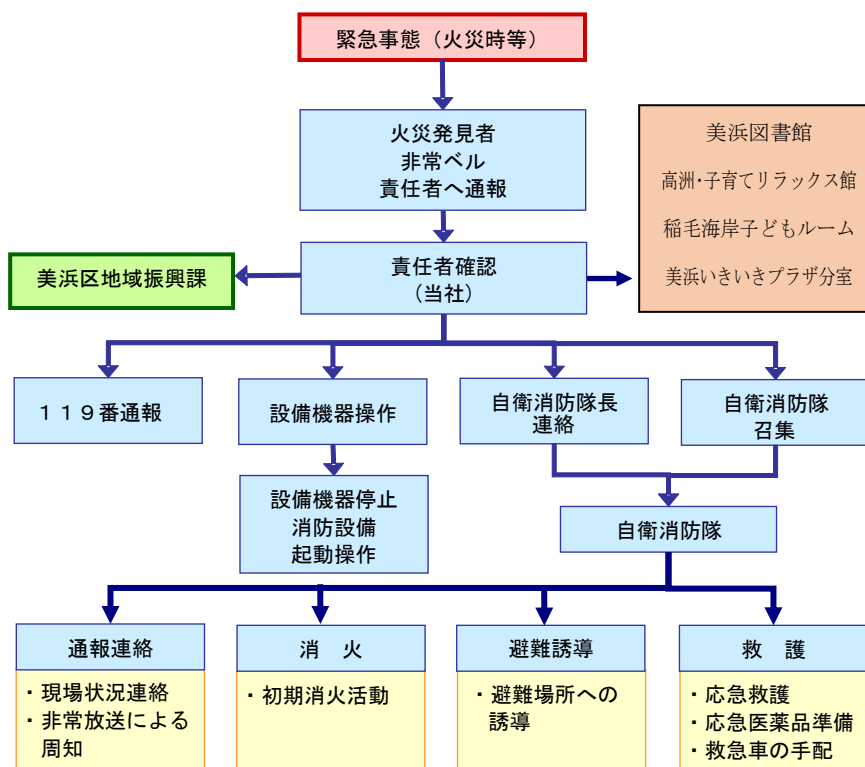 緊急事態（火災時等）
火災発見者
非常ベル
責任者へ通報
美浜図書館
高洲・子育てリラックス館
稲毛海岸子どもルーム
美浜いきいきプラザ分室
美浜区地域振興課
責任者確認
（当社）
１１９番通報
設備機器操作
自衛消防隊長
連絡
自衛消防隊
召集
設備機器停止
消防設備
起動操作
自衛消防隊
通報連絡
・現場状況連絡
・非常放送による
周知
消　火
・初期消火活動
避難誘導
・避難場所への
誘導
救　護
・応急救護
・応急医薬品準備
・救急車の手配